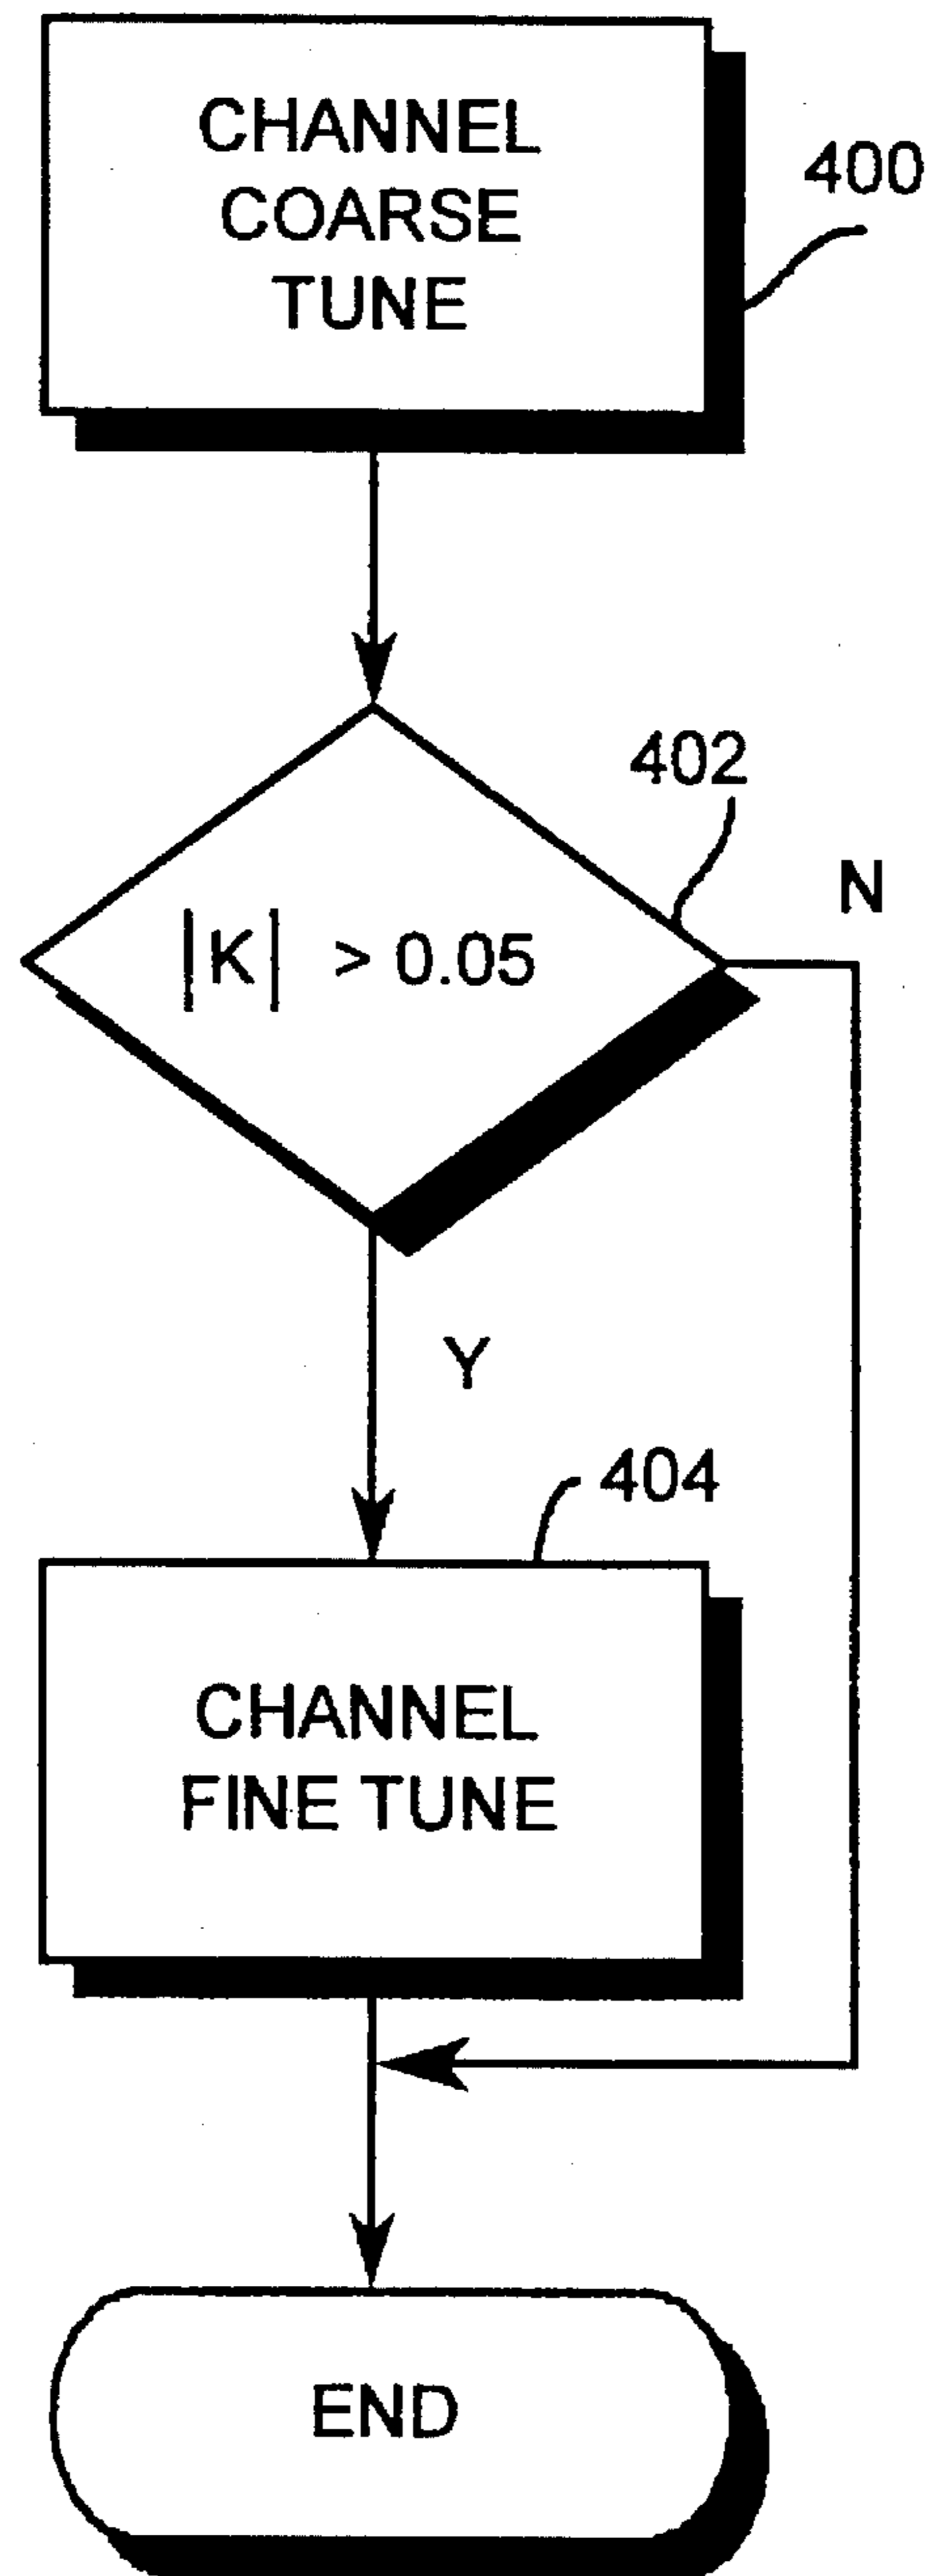 CHANNEL
COARSE
TUNE
400
402
N
|K| > 0.05
Y
404
CHANNEL
FINE TUNE
END